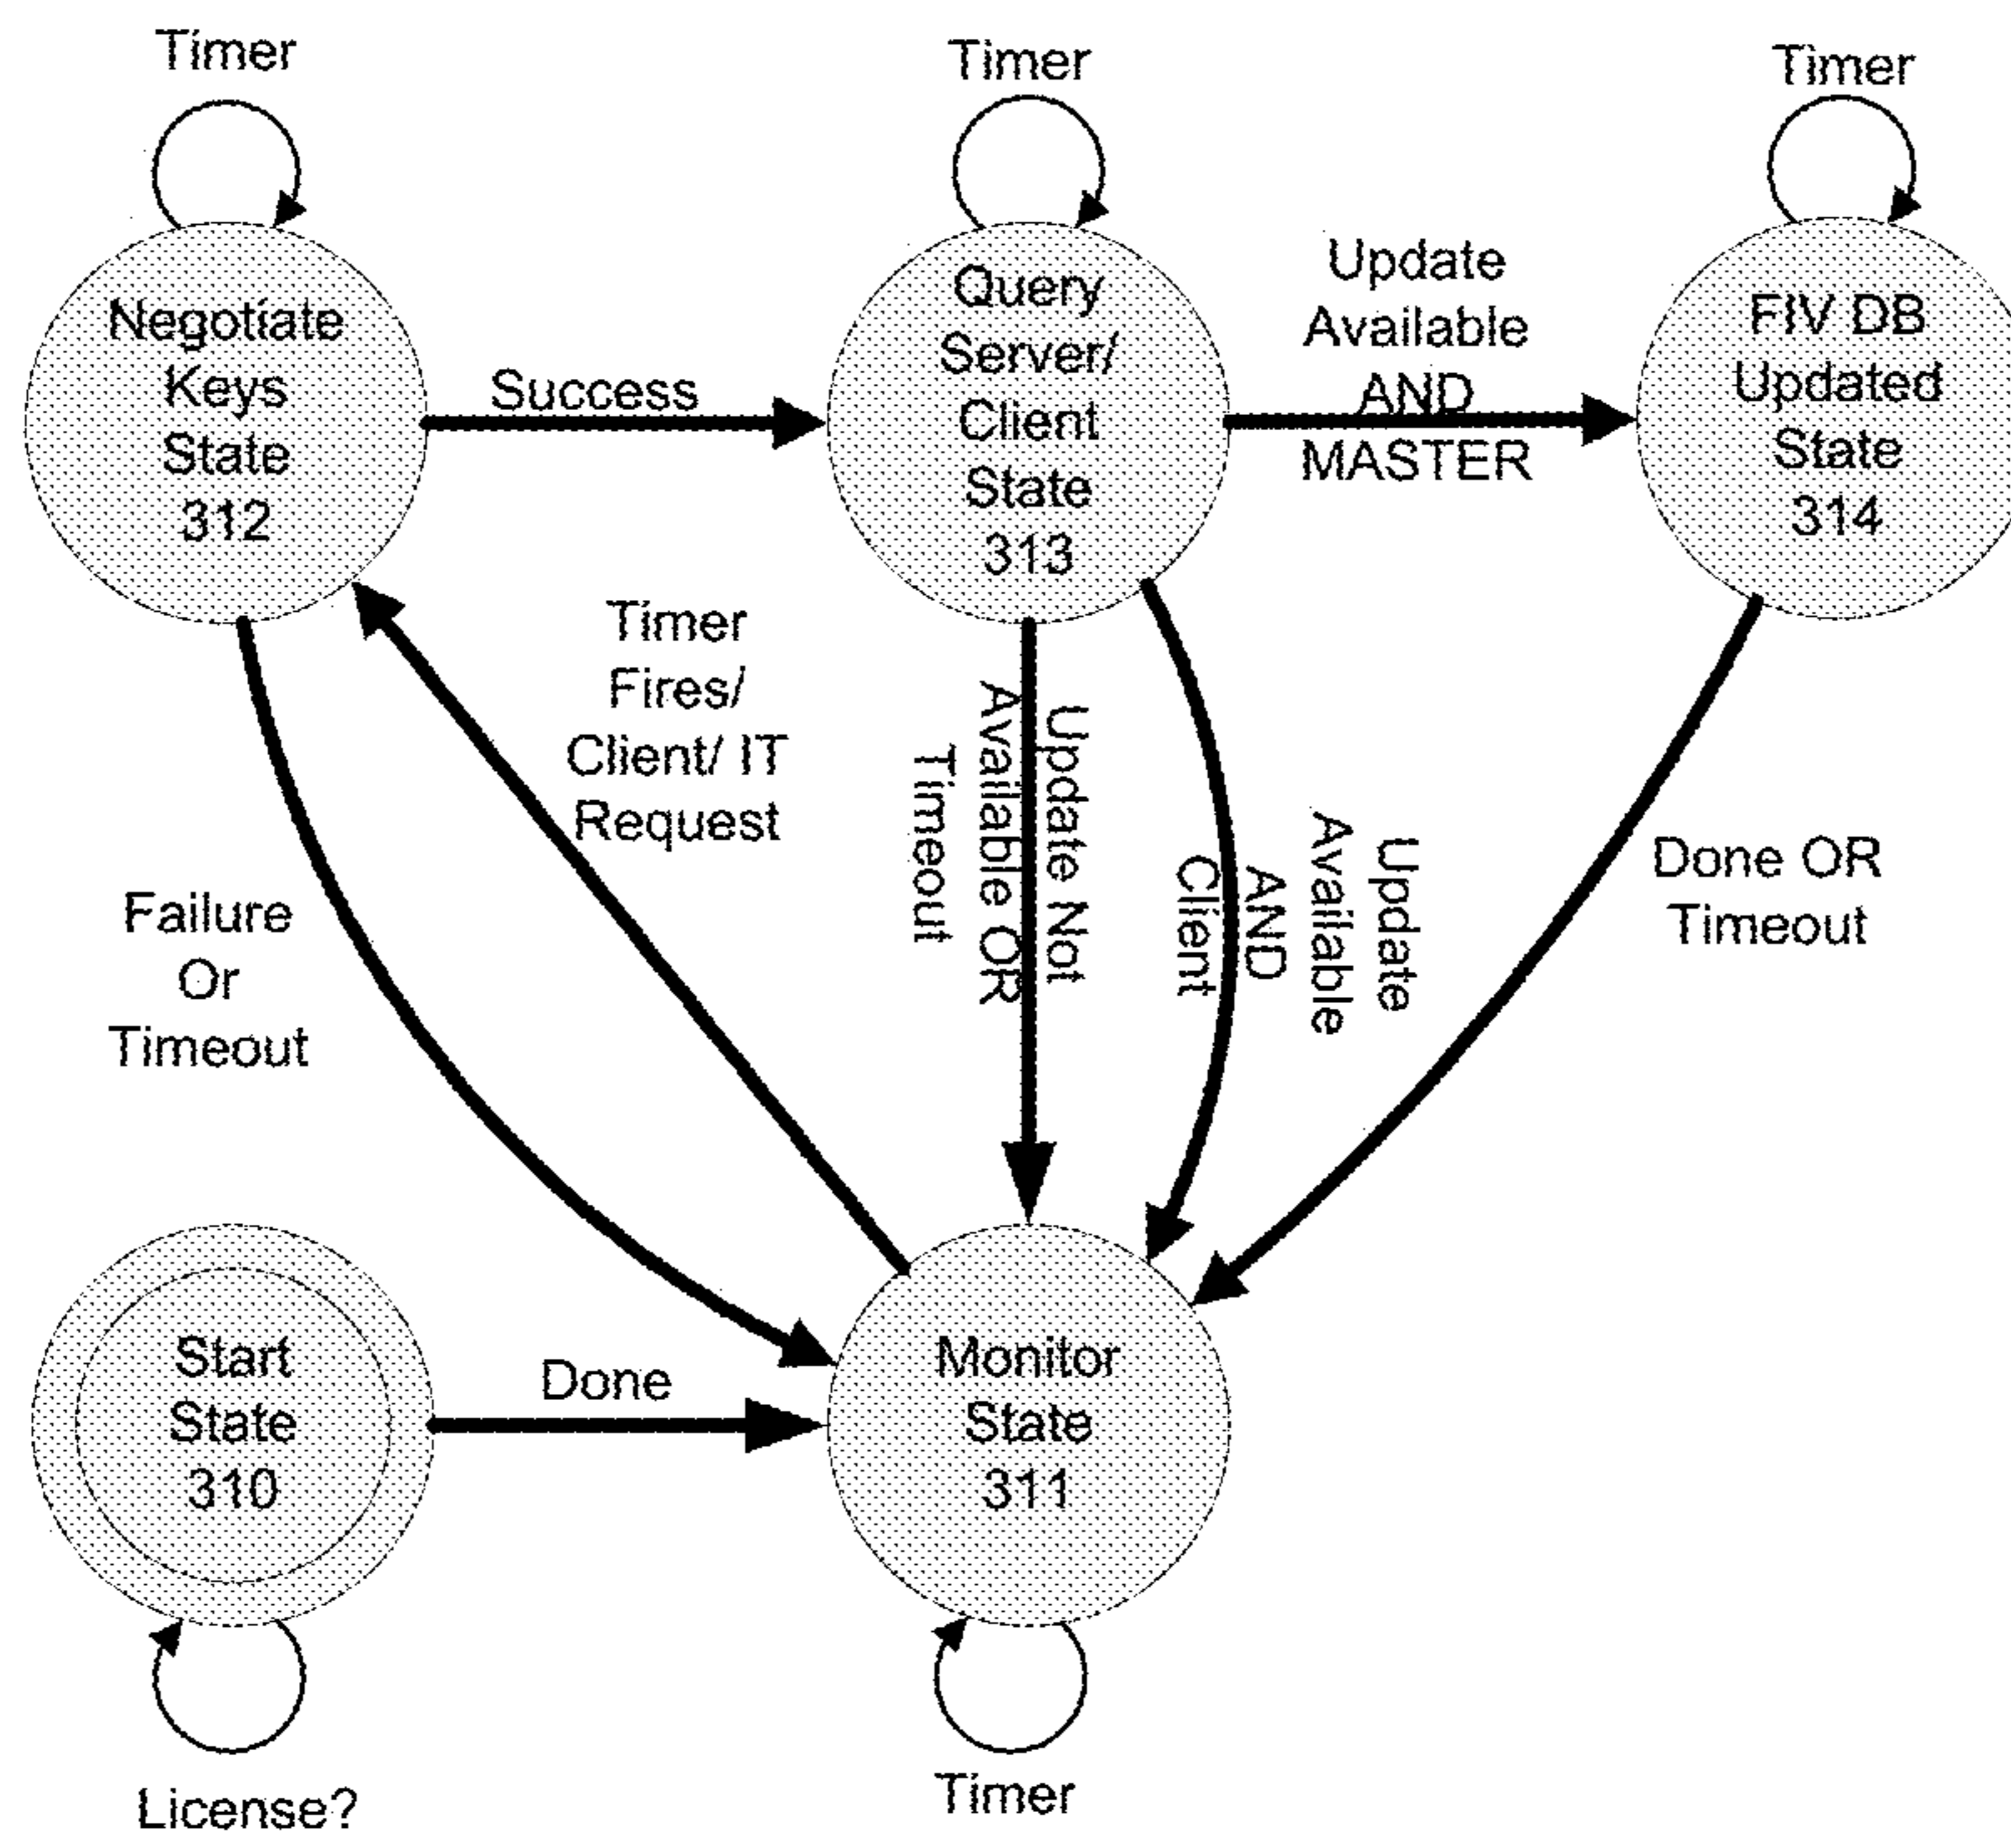 Timer
Timer
Timer
Negotiate
Keys
State
312
Success
Query
Server/
Client
State
313
Update
Available
AND
MASTER
FIV DB
Updated
State
314
Timer
Fires/
Client/ IT
Request
Failure
Or
Timeout
Update Not
Available OR
Timeout
Update
Available
AND
Client
Done OR
Timeout
Start
State
310
Done
Monitor
State
311
License?
Timer